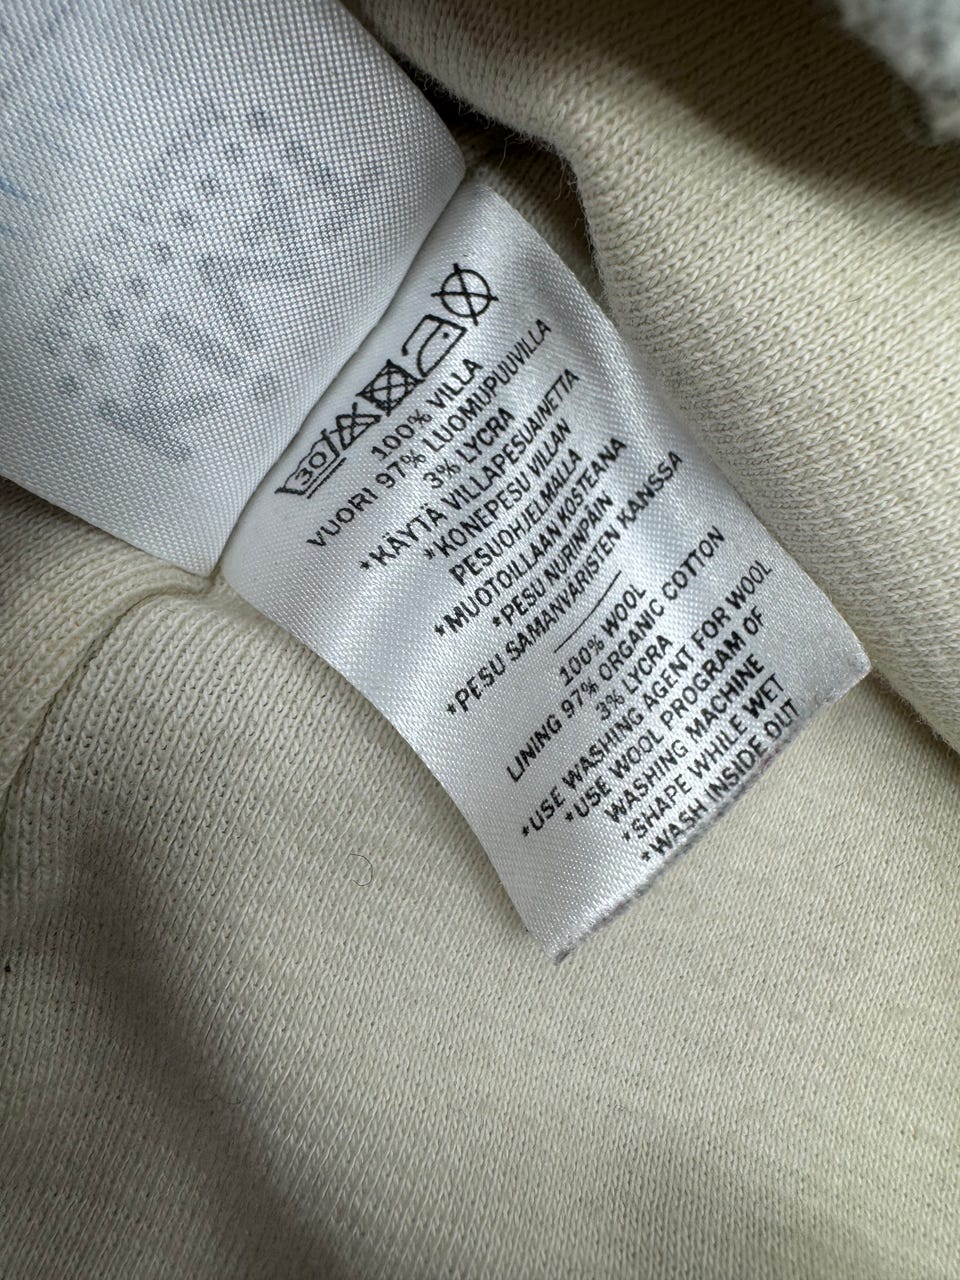 30
100% VILLA
VUORI 97% LUOMUPUUVILLA
3% LYCRA
*KÄYTÄ VILLAPESUAINETTA
*KONEPESU VILLAN
PESUOHJELMALLA
*MUOTOILLAAN KOSTEANA
*PESU NURINPÄIN
*PESU SAMANVÄRISTEN KANSSA
100% WOOL
LINING 97% ORGANIC COTTON
3% LYCRA
*USE WASHING AGENT FOR WOOL
*USE WOOL PROGRAM OF
WASHING MACHINE
*SHAPE WHILE WET
*WASH INSIDE OUT